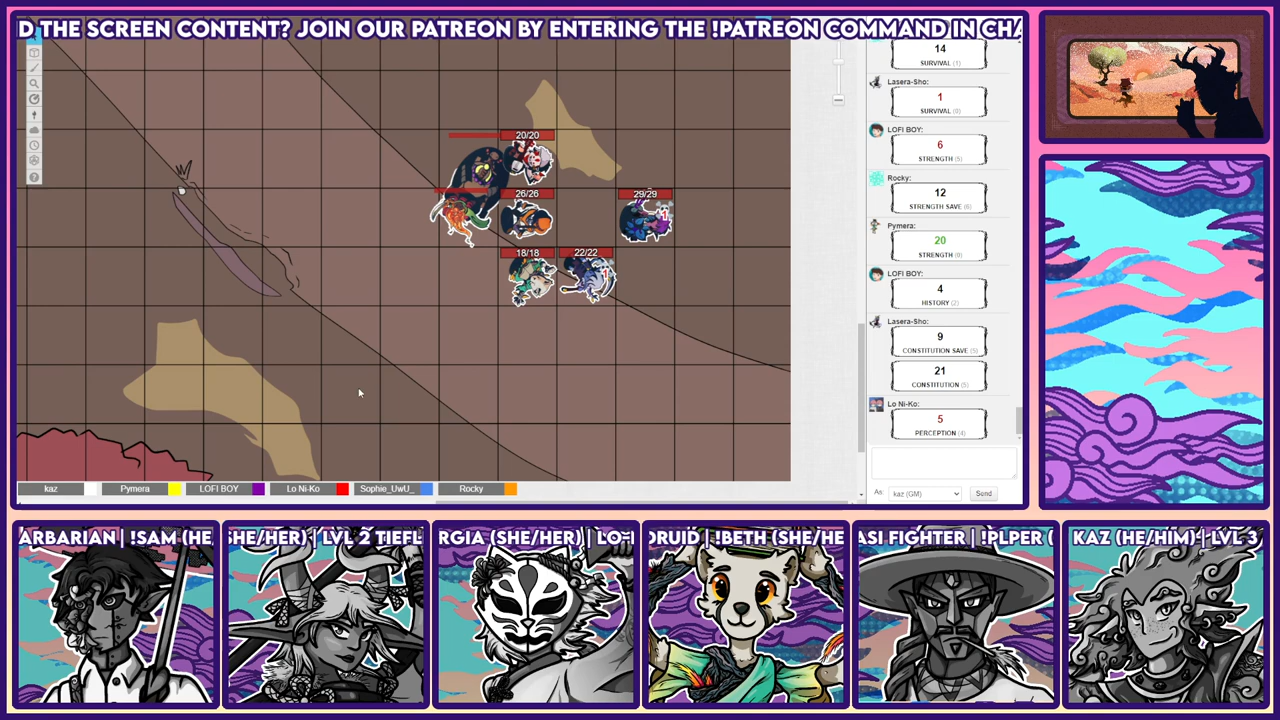 D THE SCREEN CONTENT? JOIN OUR PATREON BY ENTERING THE !PATREON COMMAND IN CHA
20/20
26/26
29/29
18/18
22/22
1
1
14
SURVIVAL (1)
Lasera-Sho:
1
SURVIVAL (0)
LOFI BOY:
6
STRENGTH (5)
Rocky:
12
STRENGTH SAVE (6)
Pymera:
20
STRENGTH (0)
LOFI BOY:
4
HISTORY (2)
Lasera-Sho:
9
CONSTITUTION SAVE (5)
21
CONSTITUTION (5)
Lo Ni-Ko:
5
PERCEPTION (4)
As: kaz (GM) Send
kaz Pymera LOFI BOY Lo Ni-Ko Sophie_UwU_ Rocky
ARBARIAN | !SAM (HE/
SHE/HER) | LVL 2 TIEFL
RGIA (SHE/HER) | LO-
DRUID | !BETH (SHE/HE
ASI FIGHTER | !PLPER (
KAZ (HE/HIM) | LVL 3